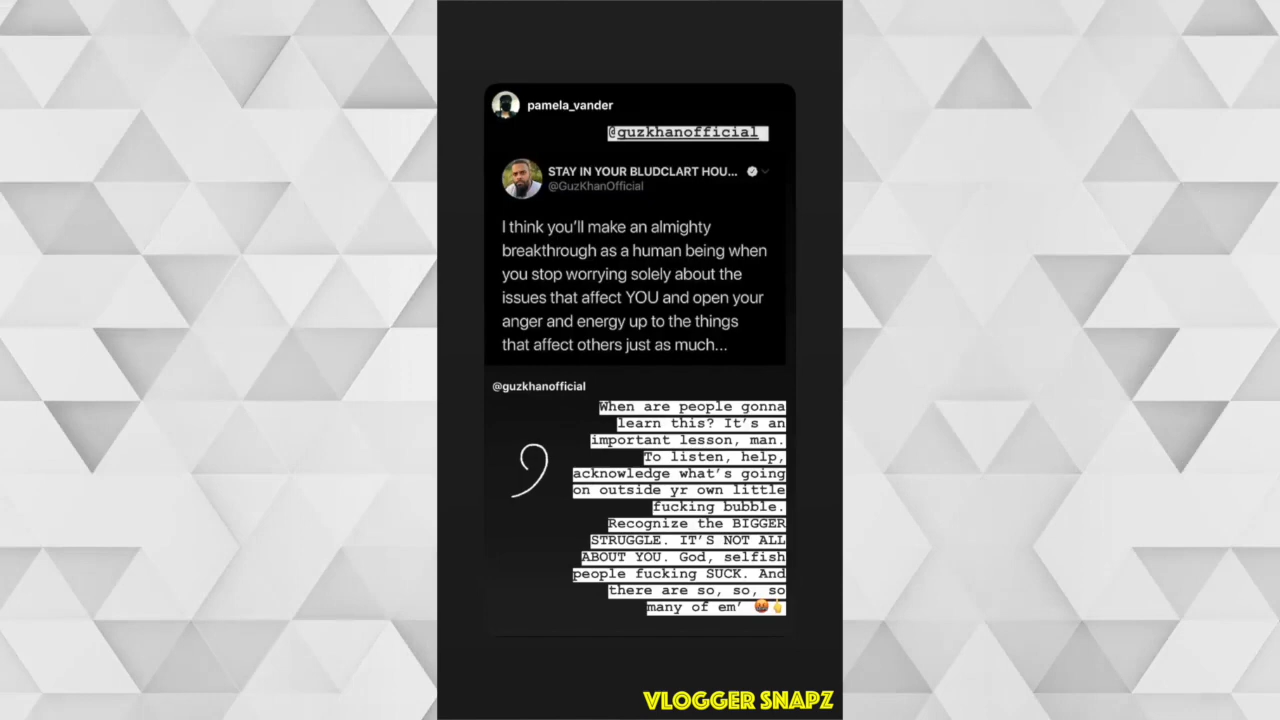 pamela_vander
@guzkhanofficial
STAY IN YOUR BLUDCLART HOU...
@GuzKhanOfficial
I think you'll make an almighty
breakthrough as a human being when
you stop worrying solely about the
issues that affect YOU and open your
anger and energy up to the things
that affect others just as much...
@guzkhanofficial
When are people gonna
learn this? It's an
important lesson, man.
To listen, help,
acknowledge what's going
on outside yr own little
fucking bubble.
Recognize the BIGGER
STRUGGLE. IT'S NOT ALL
ABOUT YOU. God, selfish
people fucking SUCK. And
there are so, so, so
many of em' 🤬🖕
VLOGGER SNAPZ